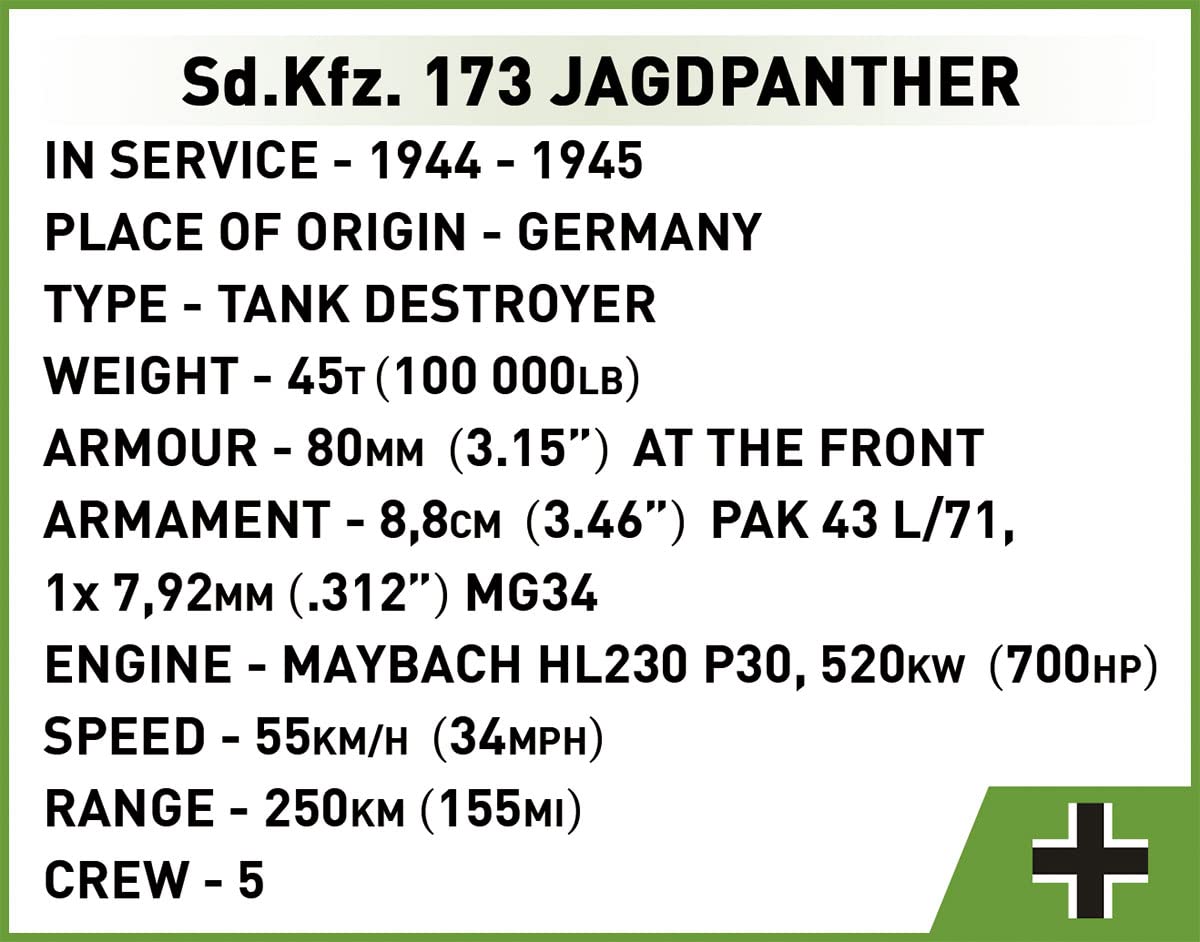 Sd.Kfz. 173 JAGDPANTHER
IN SERVICE - 1944 - 1945
PLACE OF ORIGIN - GERMANY
TYPE - TANK DESTROYER
WEIGHT - 45T (100 000LB)
ARMOUR - 80MM (3.15”) AT THE FRONT
ARMAMENT - 8,8CM (3.46”) PAK 43 L/71,
1x 7,92MM (.312”) MG34
ENGINE - MAYBACH HL230 P30, 520KW (700HP)
SPEED - 55KM/H (34MPH)
RANGE - 250KM (155MI)
CREW - 5